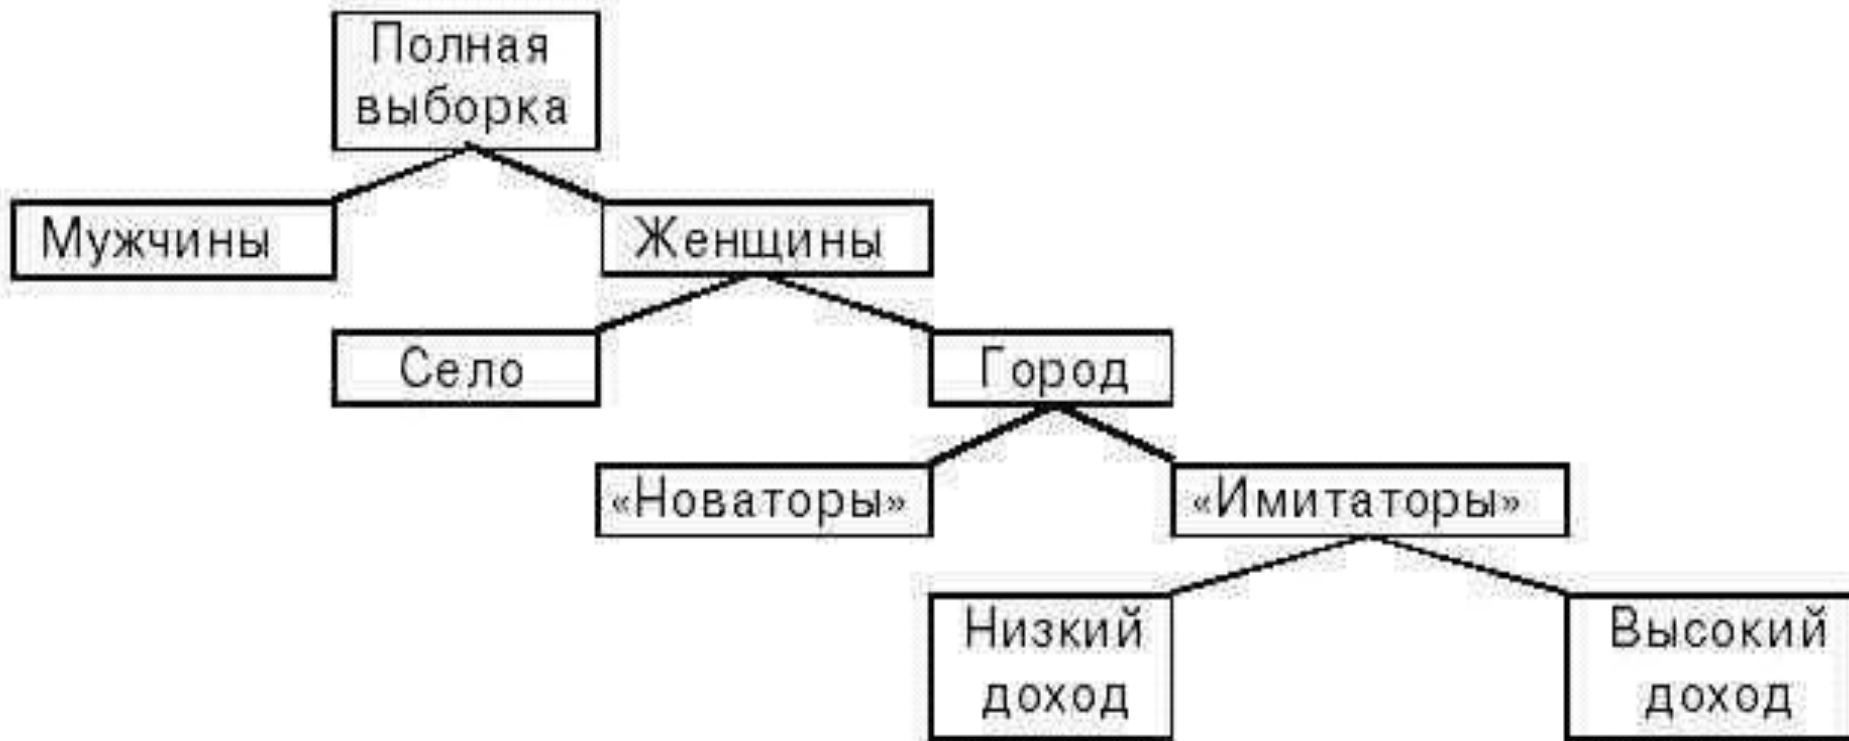 Полная
выборка
Мужчины
Женщины
Село
Город
«Новаторы»
«Имитаторы»
Низкий
доход
Высокий
доход